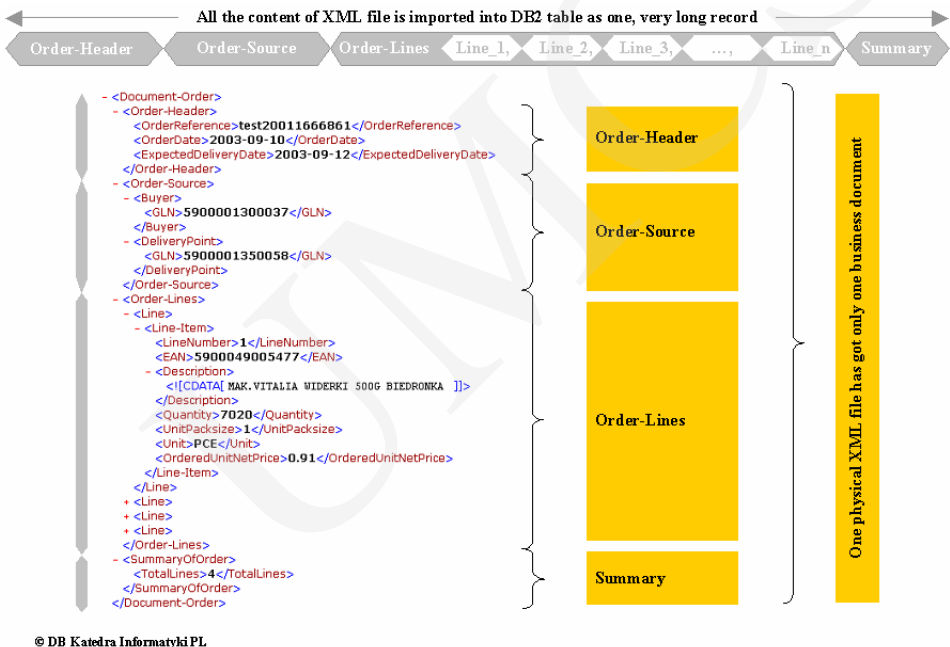 All the content of XML file is imported into DB2 table as one, very long record
Order-Header Order-Source Order-Lines Line_1, Line_2, Line_3, ..., Line_n Summary
- <Document-Order>
- <Order-Header>
<OrderReference>test20011666861</OrderReference>
<OrderDate>2003-09-10</OrderDate>
<ExpectedDeliveryDate>2003-09-12</ExpectedDeliveryDate>
</Order-Header>
- <Order-Source>
- <Buyer>
<GLN>5900001300037</GLN>
</Buyer>
- <DeliveryPoint>
<GLN>5900001350058</GLN>
</DeliveryPoint>
</Order-Source>
- <Order-Lines>
- <Line>
- <Line-Item>
<LineNumber>1</LineNumber>
<EAN>5900049005477</EAN>
- <Description>
<![CDATA[ MAK.VITALIA WIDERKI 500G BIEDRONKA ]]>
</Description>
<Quantity>7020</Quantity>
<UnitPacksize>1</UnitPacksize>
<Unit>PCE</Unit>
<OrderedUnitNetPrice>0.91</OrderedUnitNetPrice>
</Line-Item>
</Line>
+ <Line>
+ <Line>
+ <Line>
</Order-Lines>
- <SummaryOfOrder>
<TotalLines>4</TotalLines>
</SummaryOfOrder>
</Document-Order>
Order-Header
Order-Source
Order-Lines
Summary
One physical XML file has got only one business document
UMCS
© DB Katedra Informatyki PL